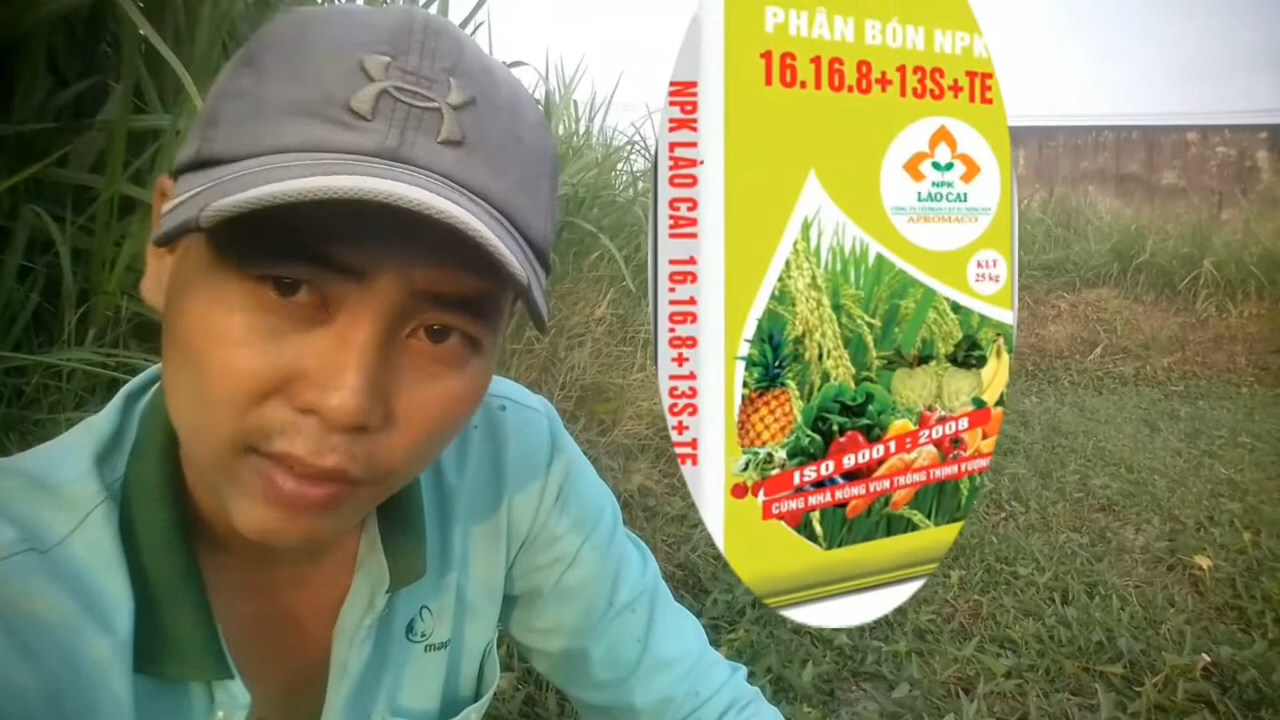 PHÂN BÓN NPK
16.16.8+13S+TE
NPK LÀO CAI 16.16.8+13S+TE
NPK
LÀO CAI
APROMACO
KLT
25 kg
ISO 9001 : 2008
CÙNG NHÀ NÔNG VUN TRỒNG THỊNH VƯỢNG
map